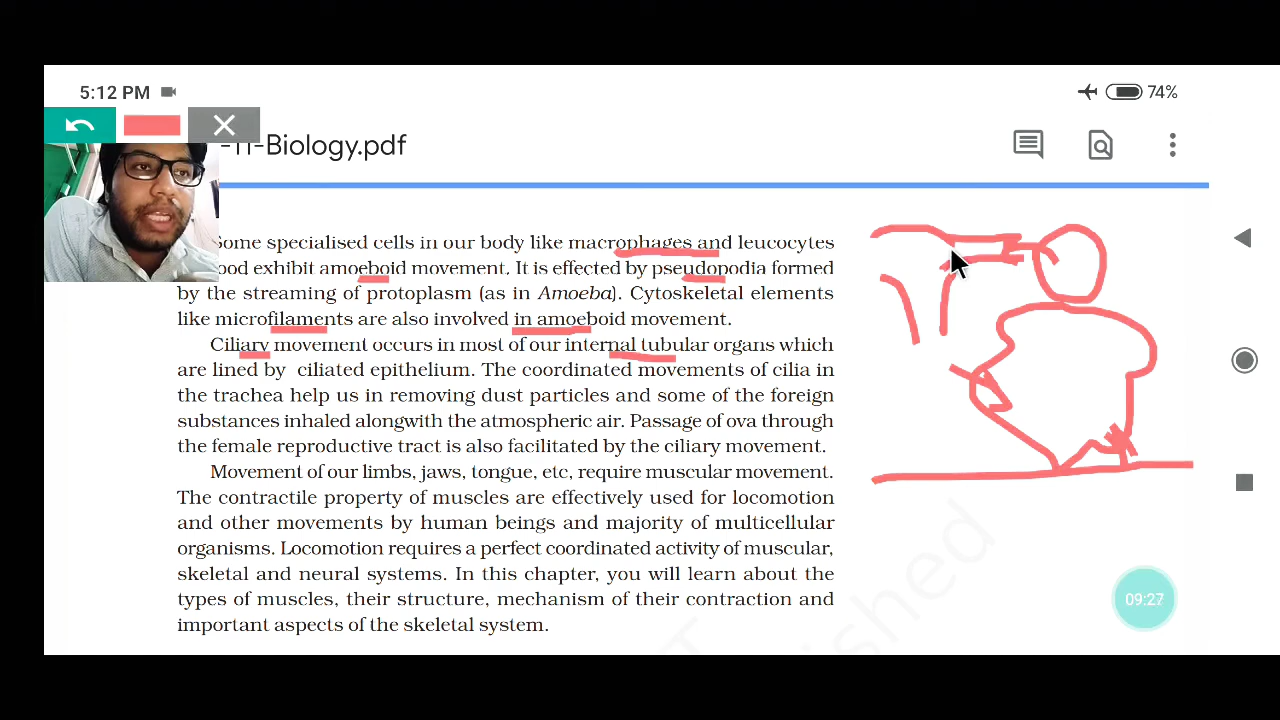 5:12 PM
74%
-11-Biology.pdf
Some specialised cells in our body like macrophages and leucocytes
ood exhibit amoeboid movement. It is effected by pseudopodia formed
by the streaming of protoplasm (as in Amoeba). Cytoskeletal elements
like microfilaments are also involved in amoeboid movement.
Ciliary movement occurs in most of our internal tubular organs which
are lined by ciliated epithelium. The coordinated movements of cilia in
the trachea help us in removing dust particles and some of the foreign
substances inhaled alongwith the atmospheric air. Passage of ova through
the female reproductive tract is also facilitated by the ciliary movement.
Movement of our limbs, jaws, tongue, etc, require muscular movement.
The contractile property of muscles are effectively used for locomotion
and other movements by human beings and majority of multicellular
organisms. Locomotion requires a perfect coordinated activity of muscular,
skeletal and neural systems. In this chapter, you will learn about the
types of muscles, their structure, mechanism of their contraction and
important aspects of the skeletal system.
09:27